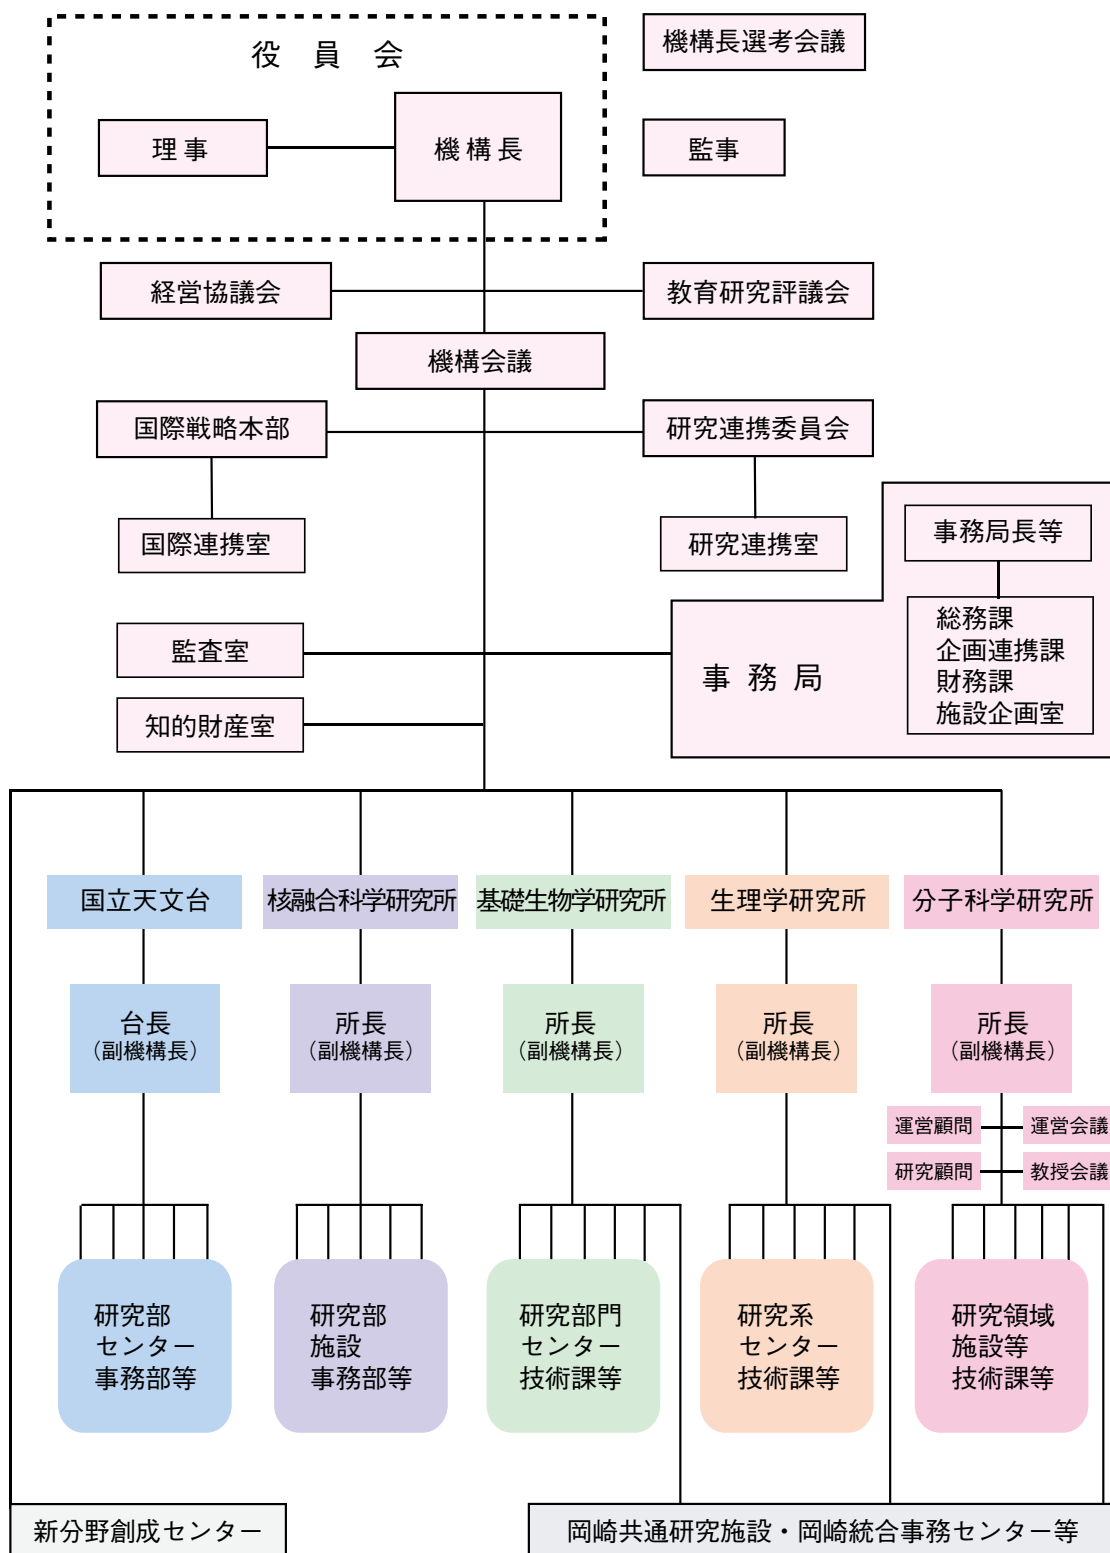 役員会
機構長選考会議
理事
機構長
監事
経営協議会
教育研究評議会
機構会議
国際戦略本部
研究連携委員会
国際連携室
研究連携室
事務局長等
総務課
企画連携課
財務課
施設企画室
監査室
事務局
知的財産室
国立天文台
核融合科学研究所
基礎生物学研究所
生理学研究所
分子科学研究所
台長
（副機構長）
所長
（副機構長）
所長
（副機構長）
所長
（副機構長）
所長
（副機構長）
運営顧問
運営会議
研究顧問
教授会議
研究部
センター
事務部等
研究部
施設
事務部等
研究部門
センター
技術課等
研究系
センター
技術課等
研究領域
施設等
技術課等
新分野創成センター
岡崎共通研究施設・岡崎統合事務センター等